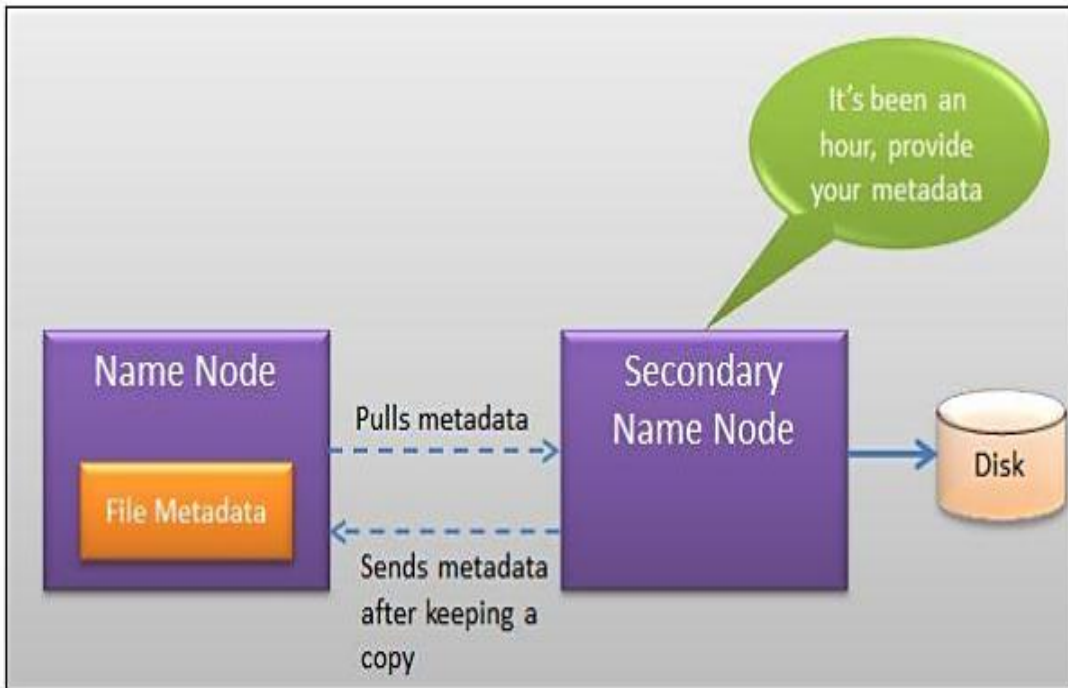 It's been an
hour, provide
your metadata
Name Node
File Metadata
Pulls metadata
Sends metadata
after keeping a
copy
Secondary
Name Node
Disk